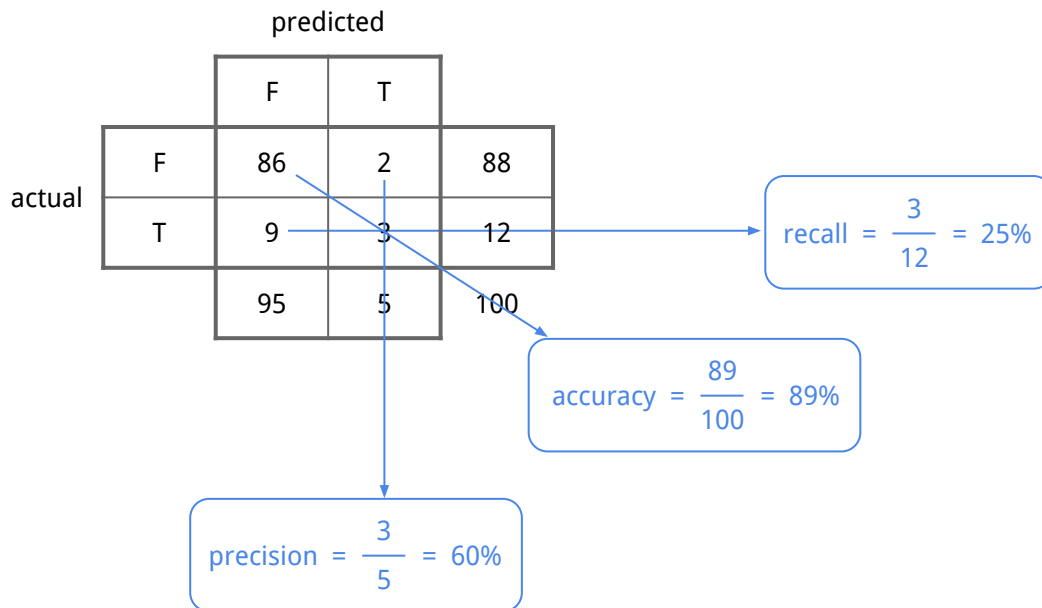 predicted
F T
F 86 2 88
actual
T 9 3 12
95 5 100
recall = 3/12 = 25%
accuracy = 89/100 = 89%
precision = 3/5 = 60%